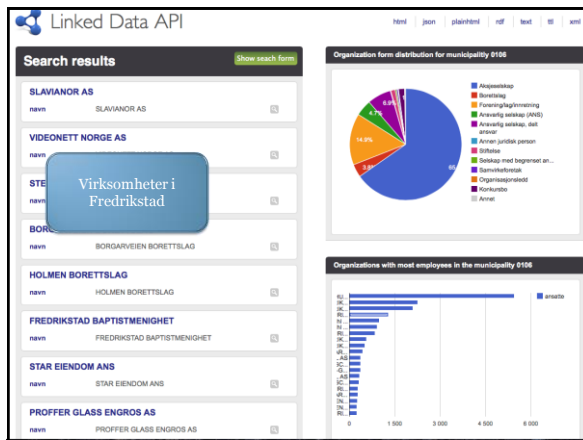 Linked Data API
html json plainhtml rdf text ttl xml
Search results
Show seach form
SLAVIANOR AS
navn SLAVIANOR AS
VIDEONETT NORGE AS
navn
Virksomheter i
Fredrikstad
navn BORGARVEIEN BORETTSLAG
HOLMEN BORETTSLAG
navn HOLMEN BORETTSLAG
FREDRIKSTAD BAPTISTMENIGHET
navn FREDRIKSTAD BAPTISTMENIGHET
STAR EIENDOM ANS
navn STAR EIENDOM ANS
PROFFER GLASS ENGROS AS
navn PROFFER GLASS ENGROS AS
Organization form distribution for municipalitiy 0106
Aksjeselskap
Borettslag
Forening/lag/innretning
Ansvarlig selskap (ANS)
Ansvarlig selskap, delt
ansvar
Annen juridisk person
Stiftelse
Selskap med begrenset an...
Samvirkeforetak
Organisasjonsledd
Konkursbo
Annet
6.9%
4.7%
14.9%
Organizations with most employees in the municipality 0106
ansatte
0 1 500 3 000 4 500 6 000